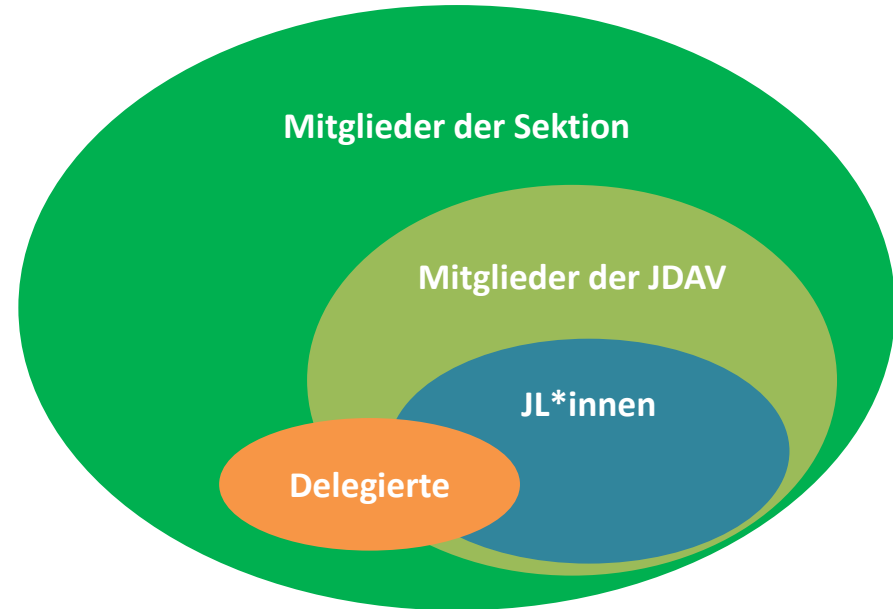 Mitglieder der Sektion
Mitglieder der JDAV
JL*innen
Delegierte